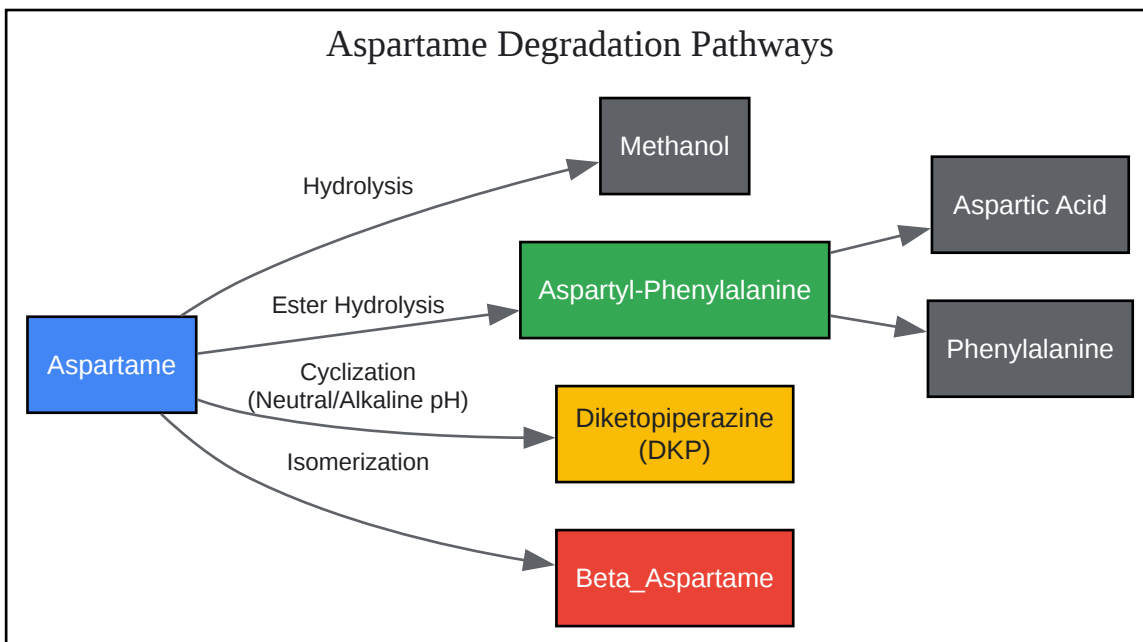 Aspartame Degradation Pathways
Methanol
Hydrolysis
Aspartic Acid
Aspartyl-Phenylalanine
Ester Hydrolysis
Phenylalanine
Aspartame
Cyclization
(Neutral/Alkaline pH)
Diketopiperazine
(DKP)
Isomerization
Beta_Aspartame